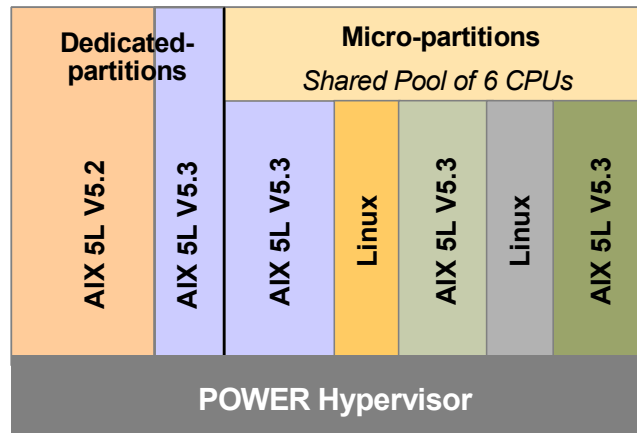 Dedicated-
partitions
Micro-partitions
Shared Pool of 6 CPUs
AIX 5L V5.2
AIX 5L V5.3
AIX 5L V5.3
Linux
AIX 5L V5.3
Linux
AIX 5L V5.3
POWER Hypervisor